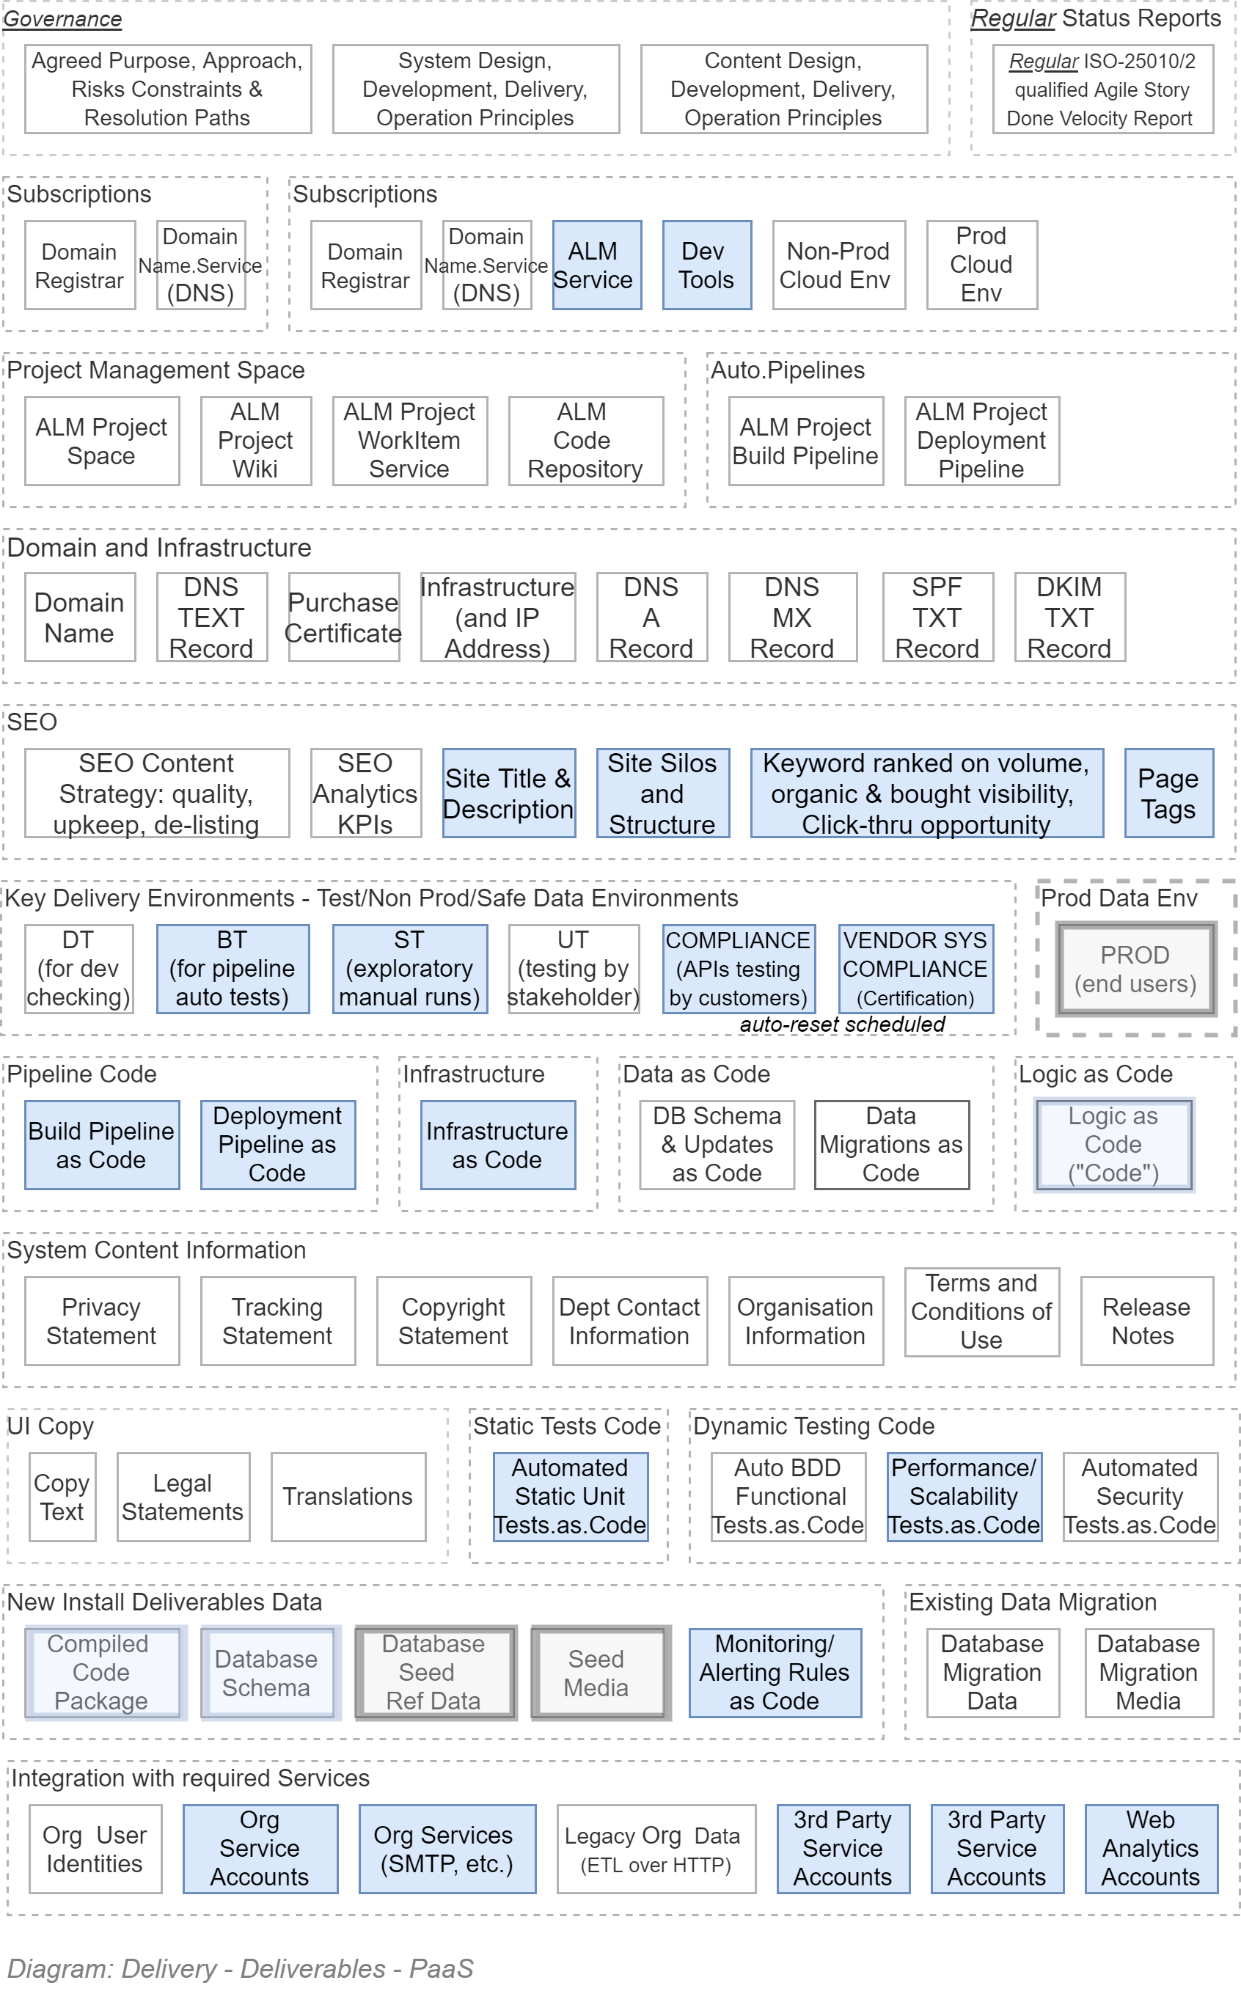 Governance
Agreed Purpose, Approach,
Risks Constraints &
Resolution Paths
System Design,
Development, Delivery,
Operation Principles
Content Design,
Development, Delivery,
Operation Principles
Regular Status Reports
Regular ISO-25010/2
qualified Agile Story
Done Velocity Report
Subscriptions
Domain
Registrar
Domain
Name.Service
(DNS)
Subscriptions
Domain
Registrar
Domain
Name.Service
(DNS)
ALM
Service
Dev
Tools
Non-Prod
Cloud Env
Prod
Cloud
Env
Project Management Space
ALM Project
Space
ALM
Project
Wiki
ALM Project
WorkItem
Service
ALM
Code
Repository
Auto.Pipelines
ALM Project
Build Pipeline
ALM Project
Deployment
Pipeline
Domain and Infrastructure
Domain
Name
DNS
TEXT
Record
Purchase
Certificate
Infrastructure
(and IP
Address)
DNS
A
Record
DNS
MX
Record
SPF
TXT
Record
DKIM
TXT
Record
SEO
SEO Content
Strategy: quality,
upkeep, de-listing
SEO
Analytics
KPIs
Site Title &
Description
Site Silos
and
Structure
Keyword ranked on volume,
organic & bought visibility,
Click-thru opportunity
Page
Tags
Key Delivery Environments - Test/Non Prod/Safe Data Environments
DT
(for dev
checking)
BT
(for pipeline
auto tests)
ST
(exploratory
manual runs)
UT
(testing by
stakeholder)
COMPLIANCE
(APIs testing
by customers)
VENDOR SYS
COMPLIANCE
(Certification)
auto-reset scheduled
Prod Data Env
PROD
(end users)
Pipeline Code
Build Pipeline
as Code
Deployment
Pipeline as
Code
Infrastructure
Infrastructure
as Code
Data as Code
DB Schema
& Updates
as Code
Data
Migrations as
Code
Logic as Code
Logic as
Code
("Code")
System Content Information
Privacy
Statement
Tracking
Statement
Copyright
Statement
Dept Contact
Information
Organisation
Information
Terms and
Conditions of
Use
Release
Notes
UI Copy
Copy
Text
Legal
Statements
Translations
Static Tests Code
Automated
Static Unit
Tests.as.Code
Dynamic Testing Code
Auto BDD
Functional
Tests.as.Code
Performance/
Scalability
Tests.as.Code
Automated
Security
Tests.as.Code
New Install Deliverables Data
Compiled
Code
Package
Database
Schema
Database
Seed
Ref Data
Seed
Media
Monitoring/
Alerting Rules
as Code
Existing Data Migration
Database
Migration
Data
Database
Migration
Media
Integration with required Services
Org User
Identities
Org
Service
Accounts
Org Services
(SMTP, etc.)
Legacy Org Data
(ETL over HTTP)
3rd Party
Service
Accounts
3rd Party
Service
Accounts
Web
Analytics
Accounts
Diagram: Delivery - Deliverables - PaaS